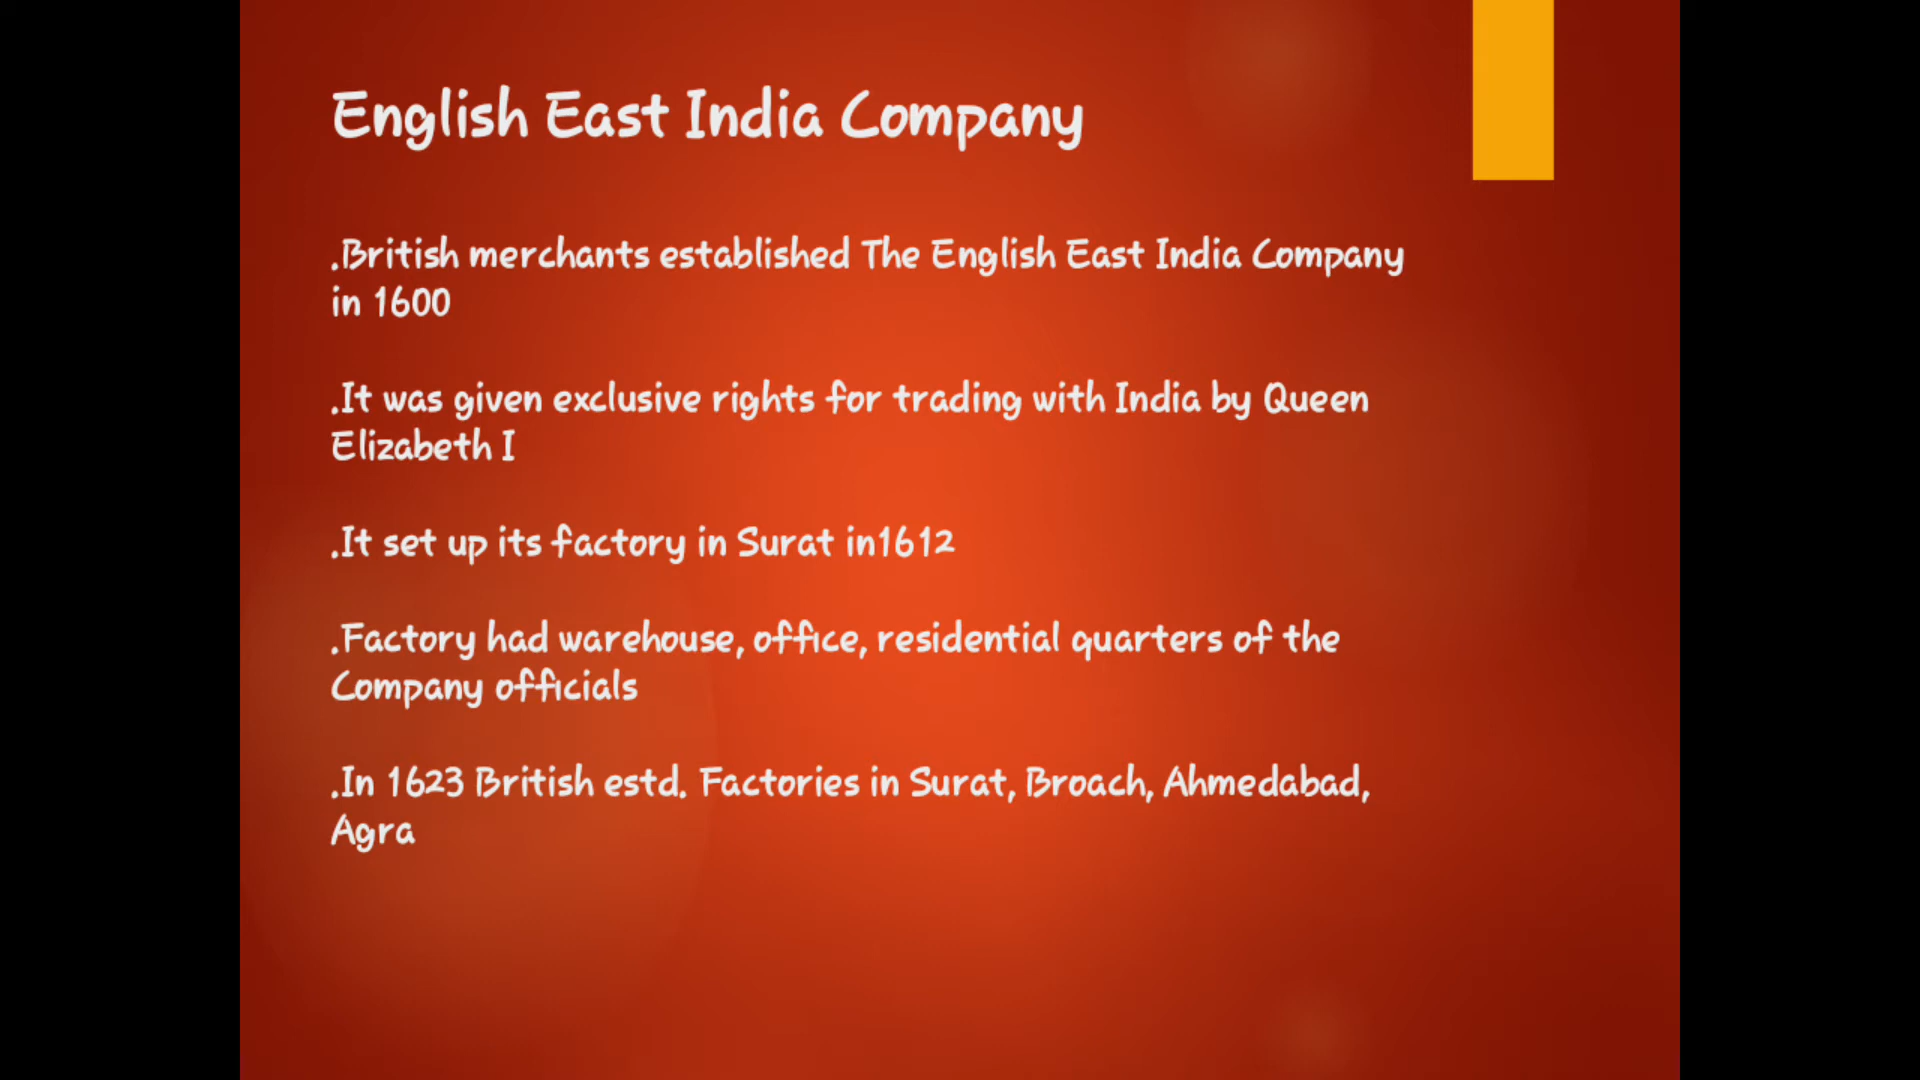 English East India Company
.British merchants established The English East India Company
in 1600
.It was given exclusive rights for trading with India by Queen
Elizabeth I
.It set up its factory in Surat in1612
.Factory had warehouse, office, residential quarters of the
Company officials
.In 1623 British estd. Factories in Surat, Broach, Ahmedabad,
Agra